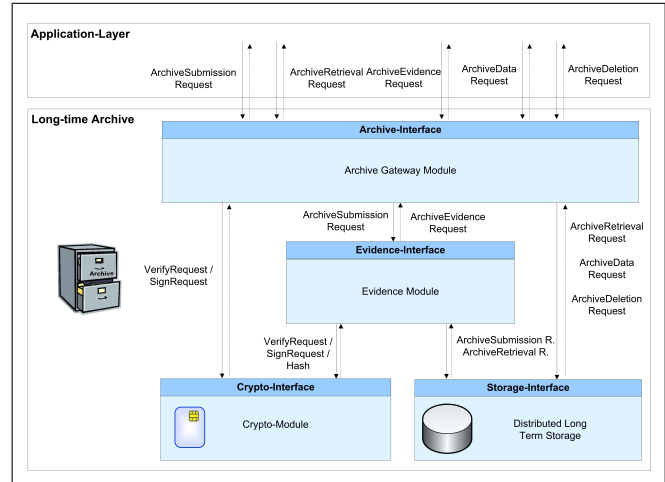 Application-Layer
ArchiveSubmission
Request
ArchiveRetrieval
Request
ArchiveEvidence
Request
ArchiveData
Request
ArchiveDeletion
Request
Long-time Archive
Archive-Interface
Archive Gateway Module
ArchiveSubmission
Request
ArchiveEvidence
Request
ArchiveRetrieval
Request
ArchiveData
Request
ArchiveDeletion
Request
Archive
VerifyRequest /
SignRequest
Evidence-Interface
Evidence Module
VerifyRequest /
SignRequest /
Hash
ArchiveSubmission R.
ArchiveRetrieval R.
Crypto-Interface
Crypto-Module
Storage-Interface
Distributed Long
Term Storage